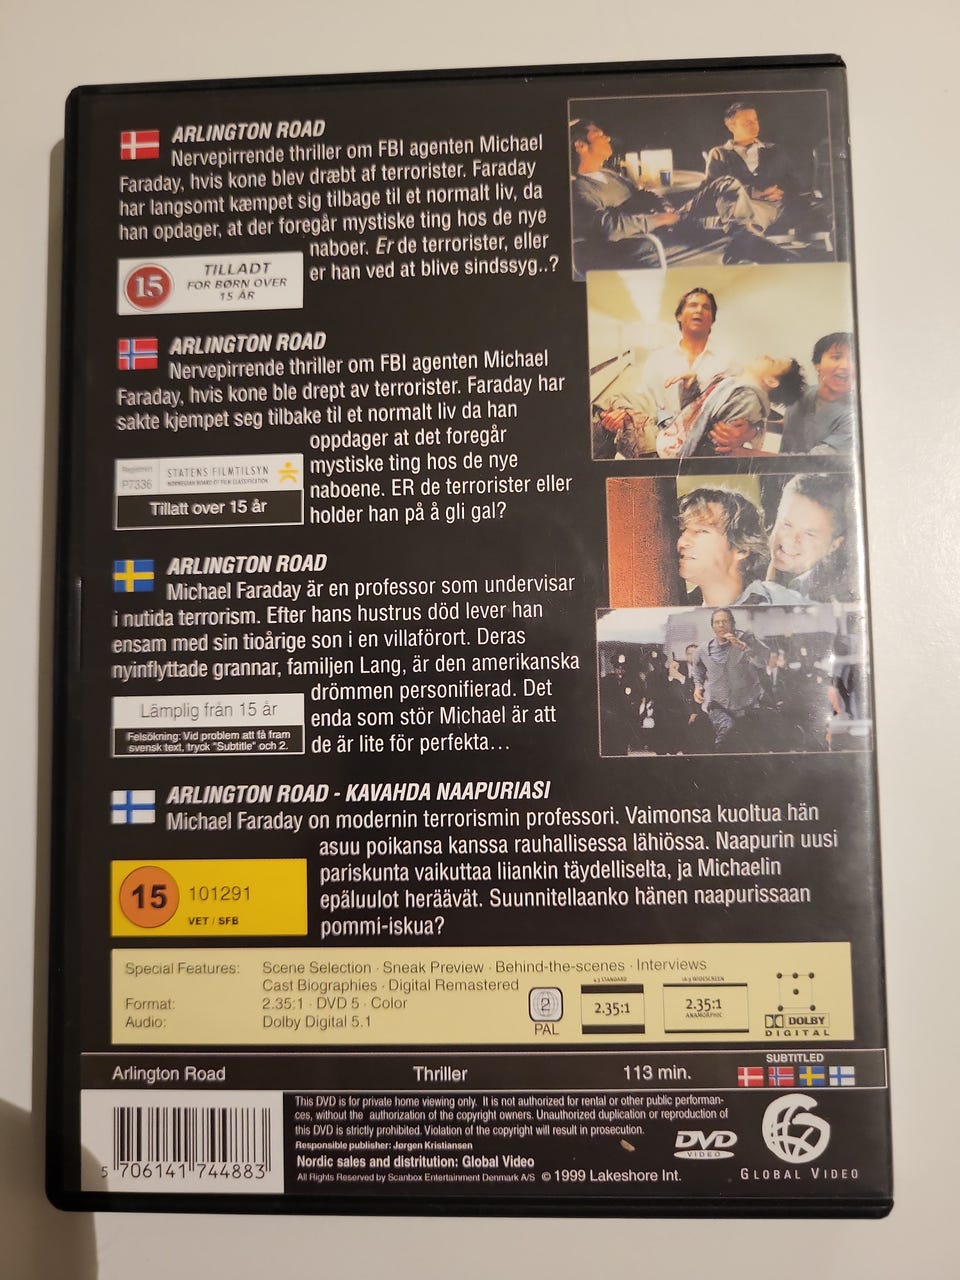 ARLINGTON ROAD
Nervepirrende thriller om FBI agenten Michael
Faraday, hvis kone blev dræbt af terrorister. Faraday
har langsomt kæmpet sig tilbage til et normalt liv, da
han opdager, at der foregår mystiske ting hos de nye
naboer. Er de terrorister, eller
er han ved at blive sindssyg..?
15
TILLADT
FOR BØRN OVER
15 ÅR
ARLINGTON ROAD
Nervepirrende thriller om FBI agenten Michael
Faraday, hvis kone ble drept av terrorister. Faraday har
sakte kjempet seg tilbake til et normalt liv da han
oppdager at det foregår
mystiske ting hos de nye
naboene. ER de terrorister eller
holder han på å gli gal?
P7336
STATENS FILMTILSYN
NORWEGIAN BOARD OF FILM CLASSIFICATION
Tillatt over 15 år
ARLINGTON ROAD
Michael Faraday är en professor som undervisar
i nutida terrorism. Efter hans hustrus död lever han
ensam med sin tioårige son i en villaförort. Deras
nyinflyttade grannar, familjen Lang, är den amerikanska
drömmen personifierad. Det
enda som stör Michael är att
de är lite för perfekta...
Lämplig från 15 år
Felsökning: Vid problem att få fram
svensk text, tryck "Subtitle" och 2.
ARLINGTON ROAD - KAVAHDA NAAPURIASI
Michael Faraday on modernin terrorismin professori. Vaimonsa kuoltua hän
asuu poikansa kanssa rauhallisessa lähiössa. Naapurin uusi
pariskunta vaikuttaa liiankin täydelliselta, ja Michaelin
epäluulot heräävät. Suunnitellaanko hänen naapurissaan
pommi-iskua?
15
101291
VET / SFB
Special Features: Scene Selection · Sneak Preview · Behind-the-scenes · Interviews
Cast Biographies · Digital Remastered
Format: 2.35:1 · DVD 5 · Color
Audio: Dolby Digital 5.1
2
PAL
4:3 STANDARD
2.35:1
16:9 WIDESCREEN
2.35:1
ANAMORPHIC
DOLBY
DIGITAL
Arlington Road Thriller 113 min.
SUBTITLED
This DVD is for private home viewing only. It is not authorized for rental or other public performan-
ces, without the authorization of the copyright owners. Unauthorized duplication or reproduction of
this DVD is strictly prohibited. Violation of the copyright will result in prosecution.
Responsible publisher: Jørgen Kristiansen
Nordic sales and distrution: Global Video
All Rights Reserved by Scanbox Entertainment Denmark A/S © 1999 Lakeshore Int.
DVD
VIDEO
GLOBAL VIDEO
5 706141 744883